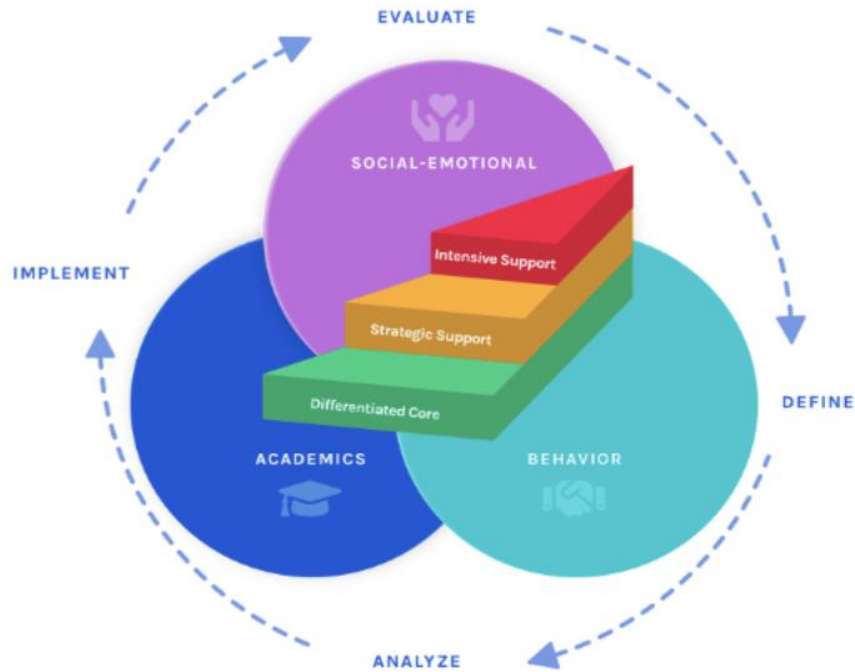 EVALUATE
SOCIAL-EMOTIONAL
Intensive Support
IMPLEMENT
Strategic Support
DEFINE
Differentiated Core
ACADEMICS
BEHAVIOR
ANALYZE